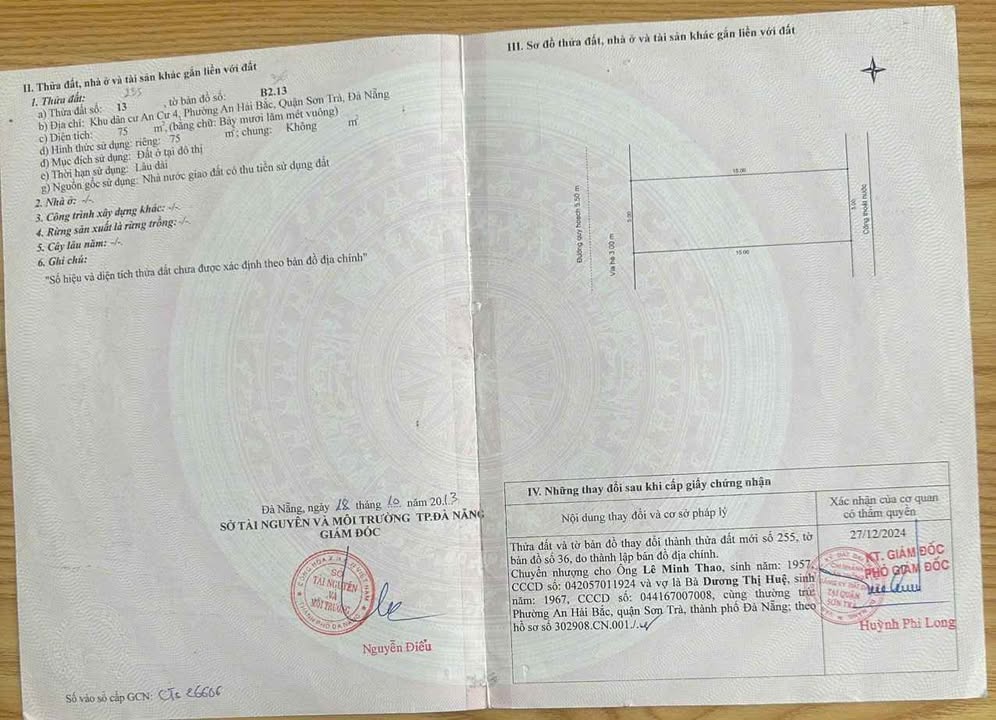 II. Thửa đất, nhà ở và tài sản khác gắn liền với đất
1. Thửa đất: 255 36
a) Thửa đất số: 13 , tờ bản đồ số: B2.13
b) Địa chỉ: Khu dân cư An Cư 4, Phường An Hải Bắc, Quận Sơn Trà, Đà Nẵng
c) Diện tích: 75 m², (bằng chữ: Bảy mươi lăm mét vuông)
d) Hình thức sử dụng: riêng: 75 m²; chung: Không m²
đ) Mục đích sử dụng: Đất ở tại đô thị
e) Thời hạn sử dụng: Lâu dài
g) Nguồn gốc sử dụng: Nhà nước giao đất có thu tiền sử dụng đất
2. Nhà ở: -/-.
3. Công trình xây dựng khác: -/-.
4. Rừng sản xuất là rừng trồng: -/-.
5. Cây lâu năm: -/-.
6. Ghi chú:
"Số hiệu và diện tích thửa đất chưa được xác định theo bản đồ địa chính"
Đà Nẵng, ngày 18 tháng 10 năm 2013
SỞ TÀI NGUYÊN VÀ MÔI TRƯỜNG TP.ĐÀ NẴNG
GIÁM ĐỐC
SỞ
TÀI NGUYÊN
VÀ
MÔI TRƯỜNG
Nguyễn Điểu
Số vào sổ cấp GCN: CTs 26606
III. Sơ đồ thửa đất, nhà ở và tài sản khác gắn liền với đất
Đường quy hoạch 5.50 m
Vỉa hè 3.00 m
5.00
15.00
15.00
5.00
Cống thoát nước
IV. Những thay đổi sau khi cấp giấy chứng nhận
Nội dung thay đổi và cơ sở pháp lý
Xác nhận của cơ quan
có thẩm quyền
Thửa đất và tờ bản đồ thay đổi thành thửa đất mới số 255, tờ
bản đồ số 36, do thành lập bản đồ địa chính.
Chuyển nhượng cho Ông Lê Minh Thao, sinh năm: 1957,
CCCD số: 042057011924 và vợ là Bà Dương Thị Huệ, sinh
năm: 1967, CCCD số: 044167007008, cùng thường trú:
Phường An Hải Bắc, quận Sơn Trà, thành phố Đà Nẵng; theo
hồ sơ số 302908.CN.001./.
27/12/2024
KT. GIÁM ĐỐC
PHÓ GIÁM ĐỐC
TẠI QUẬN
SƠN TRÀ
Huỳnh Phi Long